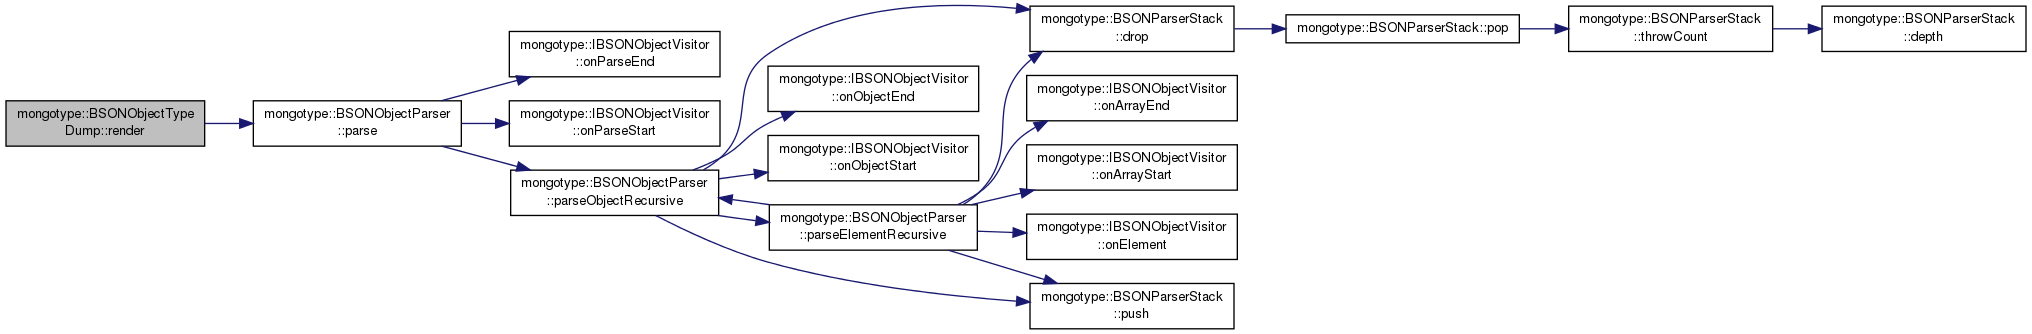 mongotype::BSONObjectType
Dump::render
mongotype::BSONObjectParser
::parse
mongotype::IBSONObjectVisitor
::onParseEnd
mongotype::IBSONObjectVisitor
::onParseStart
mongotype::BSONObjectParser
::parseObjectRecursive
mongotype::IBSONObjectVisitor
::onObjectEnd
mongotype::IBSONObjectVisitor
::onObjectStart
mongotype::BSONObjectParser
::parseElementRecursive
mongotype::BSONParserStack
::drop
mongotype::IBSONObjectVisitor
::onArrayEnd
mongotype::IBSONObjectVisitor
::onArrayStart
mongotype::IBSONObjectVisitor
::onElement
mongotype::BSONParserStack
::push
mongotype::BSONParserStack::pop
mongotype::BSONParserStack
::throwCount
mongotype::BSONParserStack
::depth